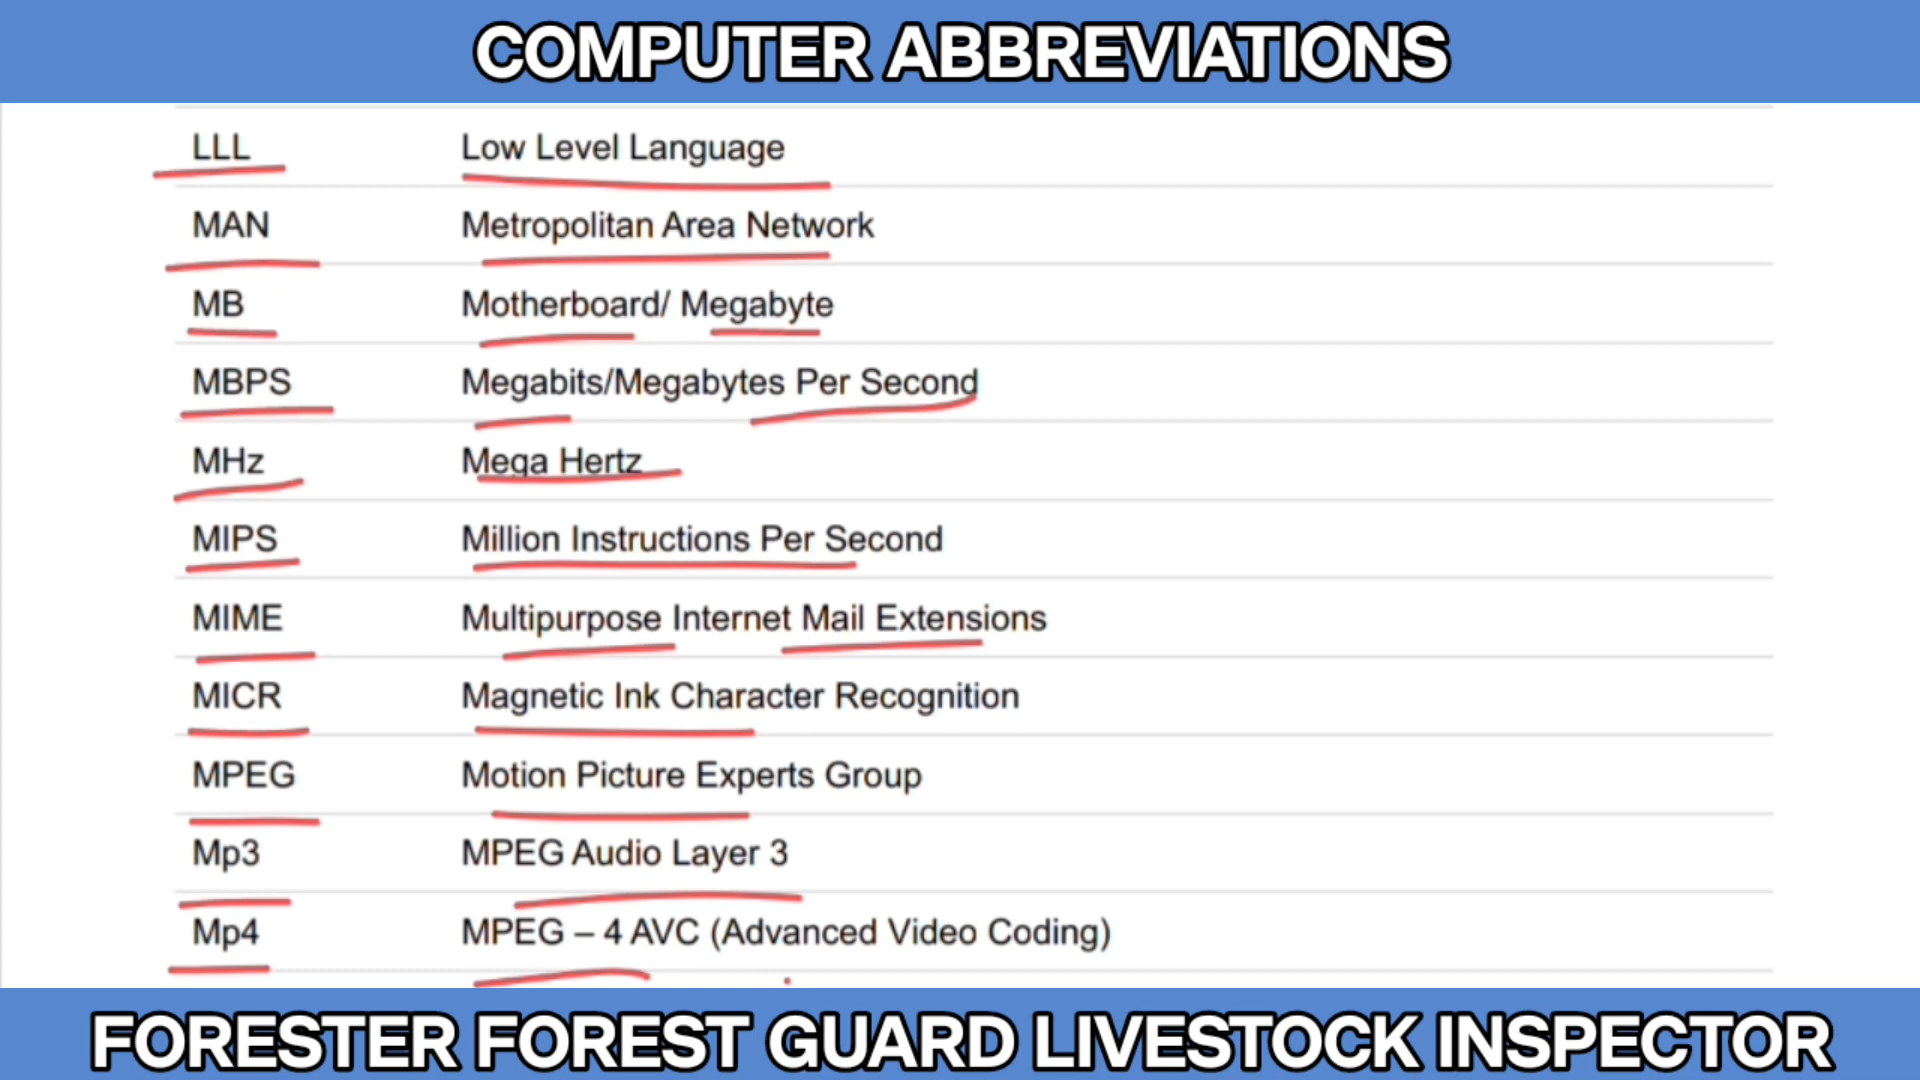 COMPUTER ABBREVIATIONS
LLL Low Level Language
MAN Metropolitan Area Network
MB Motherboard/ Megabyte
MBPS Megabits/Megabytes Per Second
MHz Mega Hertz
MIPS Million Instructions Per Second
MIME Multipurpose Internet Mail Extensions
MICR Magnetic Ink Character Recognition
MPEG Motion Picture Experts Group
Mp3 MPEG Audio Layer 3
Mp4 MPEG – 4 AVC (Advanced Video Coding)
FORESTER FOREST GUARD LIVESTOCK INSPECTOR